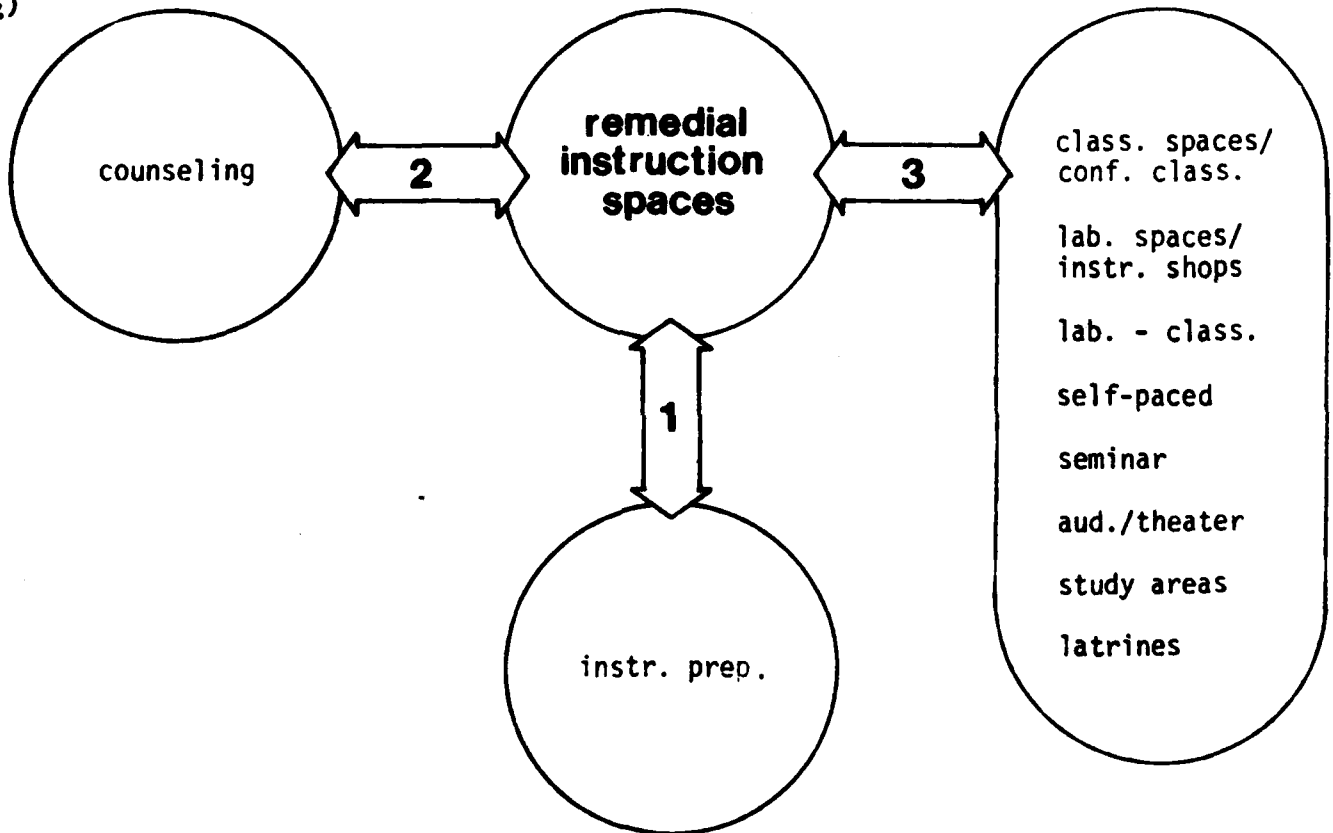 counseling
2
remedial
instruction
spaces
3
class. spaces/
conf. class.
lab. spaces/
instr. shops
lab. - class.
self-paced
seminar
aud./theater
study areas
latrines
1
instr. prep.